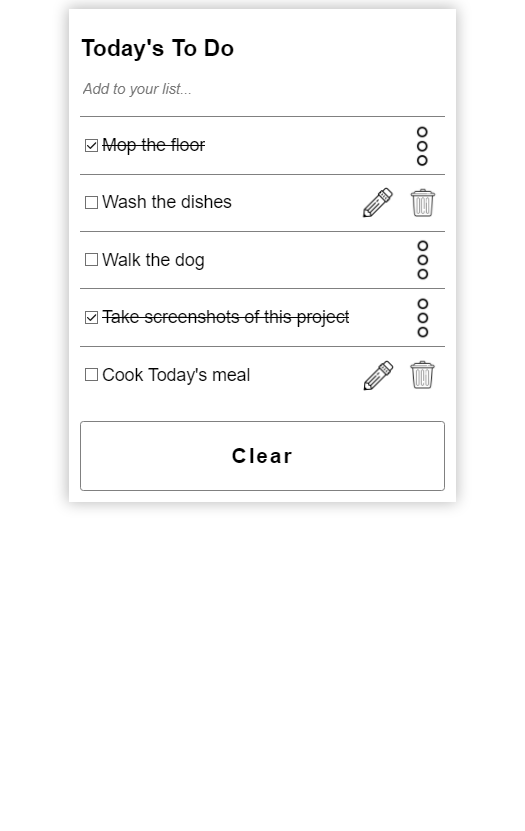 Today's To Do
Add to your list...
Mop the floor
Wash the dishes
Walk the dog
Take screenshots of this project
Cook Today's meal
Clear